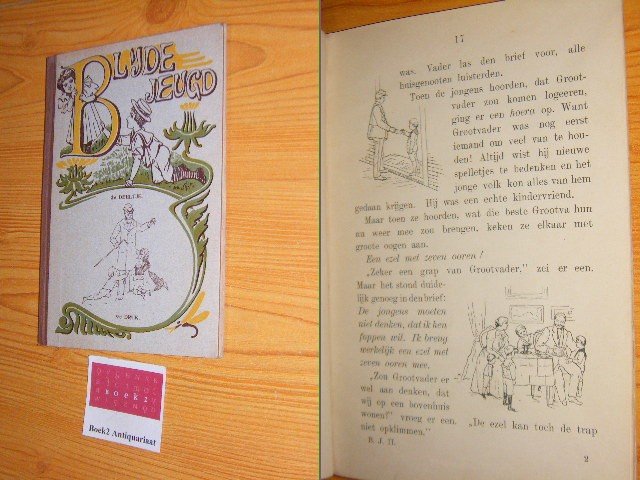 BLIJDE
JEUGD
2e DEELTJE.
DRUK
BOEK2
Boek2 Antiquariaat
17
was. Vader las den brief voor, alle
huisgenooten luisterden.
Toen de jongens hoorden, dat Groot-
vader zou komen logeeren,
ging er een hoera op. Want
Grootvader was nog eerst
iemand om veel van te hou-
den! Altijd wist hij nieuwe
spelletjes te bedenken en het
jonge volk kon alles van hem
gedaan krijgen. Hij was een echte kindervriend.
Maar toen ze hoorden, wat die beste Grootva hun
nu weer mee zou brengen, keken ze elkaar met
groote oogen aan.
Een ezel met zeven ooren!
„Zeker een grap van Grootvader,” zei er een.
Maar het stond duide-
lijk genoeg in den brief:
De jongens moeten
niet denken, dat ik hen
foppen wil. Ik breng
werkelijk een ezel met
zeven ooren mee.
„Zou Grootvader er
wel aan denken, dat
wij op een bovenhuis
wonen!” vroeg er een. „De ezel kan toch de trap
niet opklimmen.”
B. J. II.
2